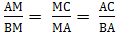 AM/BM = MC/MA = AC/BA